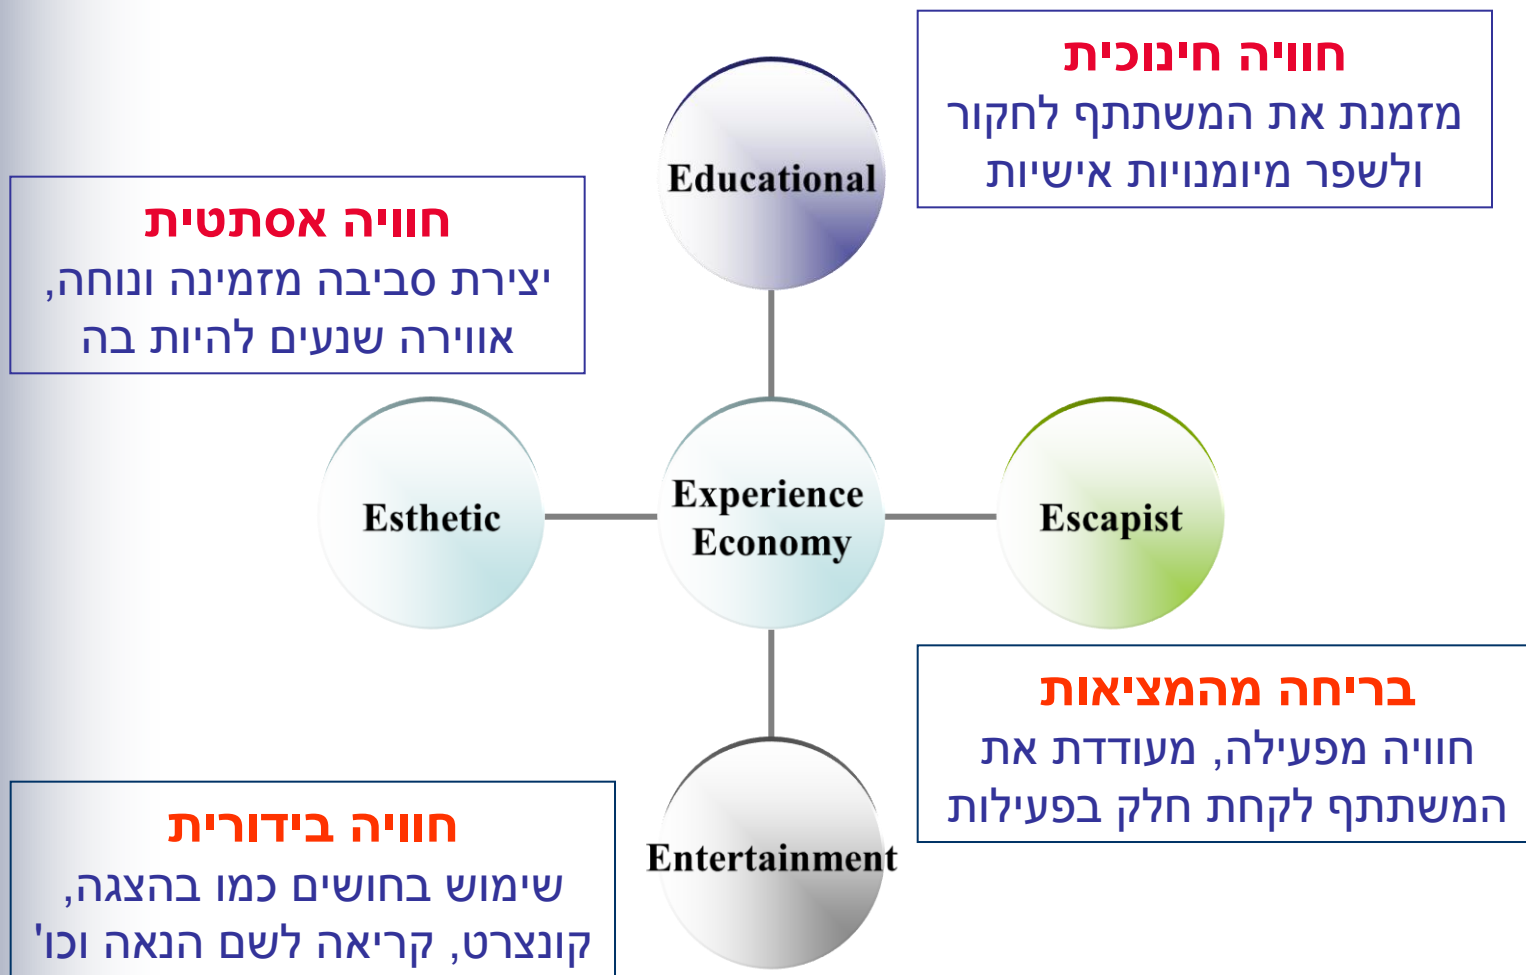 חוויה חינוכית
מזמנת את המשתתף לחקור
ולשפר מיומנויות אישיות
Educational
חוויה אסתטית
יצירת סביבה מזמינה ונוחה,
אווירה שנעים להיות בה
Esthetic
Experience
Economy
Escapist
בריחה מהמציאות
חוויה מפעילה, מעודדת את
המשתתף לקחת חלק בפעילות
Entertainment
חוויה בידורית
שימוש בחושים כמו בהצגה,
קונצרט, קריאה לשם הנאה וכו'